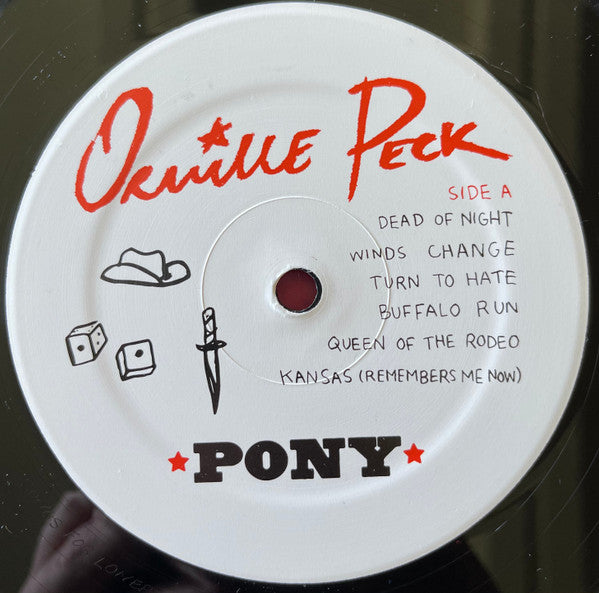 ORVILLE PECK
SIDE A
DEAD OF NIGHT
WINDS CHANGE
TURN TO HATE
BUFFALO RUN
QUEEN OF THE RODEO
KANSAS (REMEMBERS ME NOW)
PONY
FOR